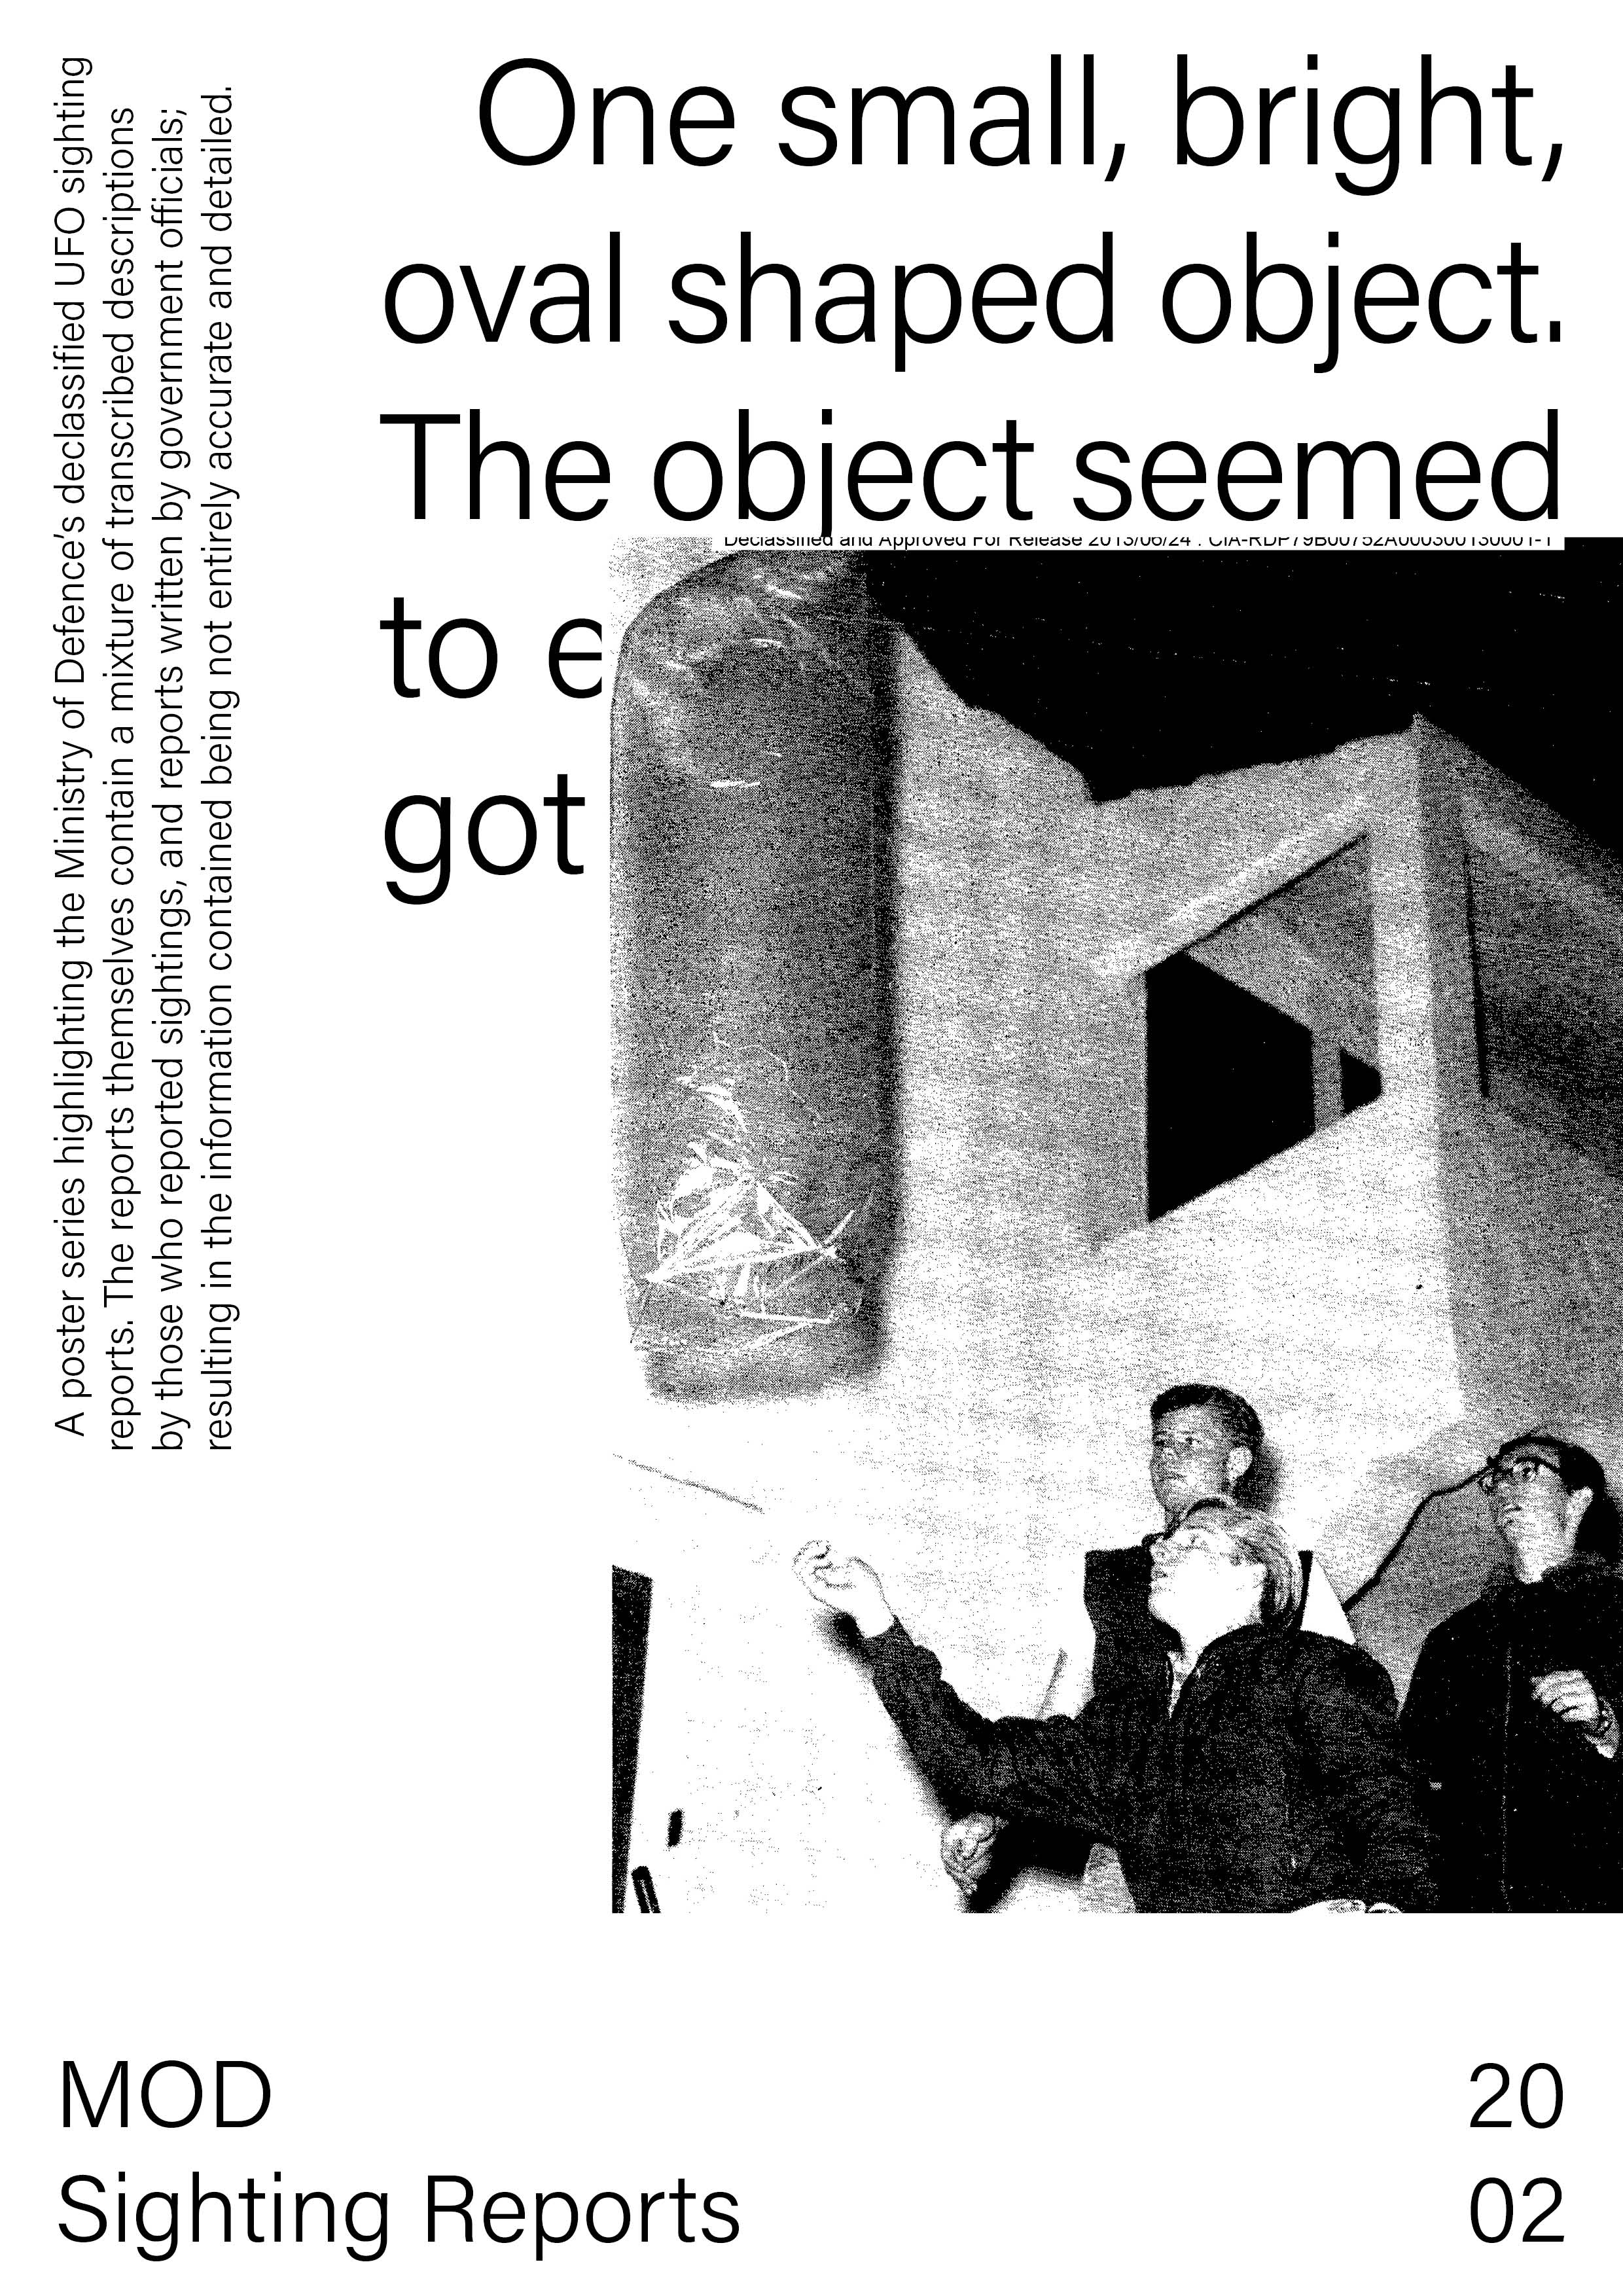 One small, bright,
oval shaped object.
The object seemed
to e
got
Declassified and Approved For Release 2013/06/24 : CIA-RDP79B00752A000300130001-1
A poster series highlighting the Ministry of Defence's declassified UFO sighting
reports. The reports themselves contain a mixture of transcribed descriptions
by those who reported sightings, and reports written by government officials;
resulting in the information contained being not entirely accurate and detailed.
MOD
Sighting Reports
20
02